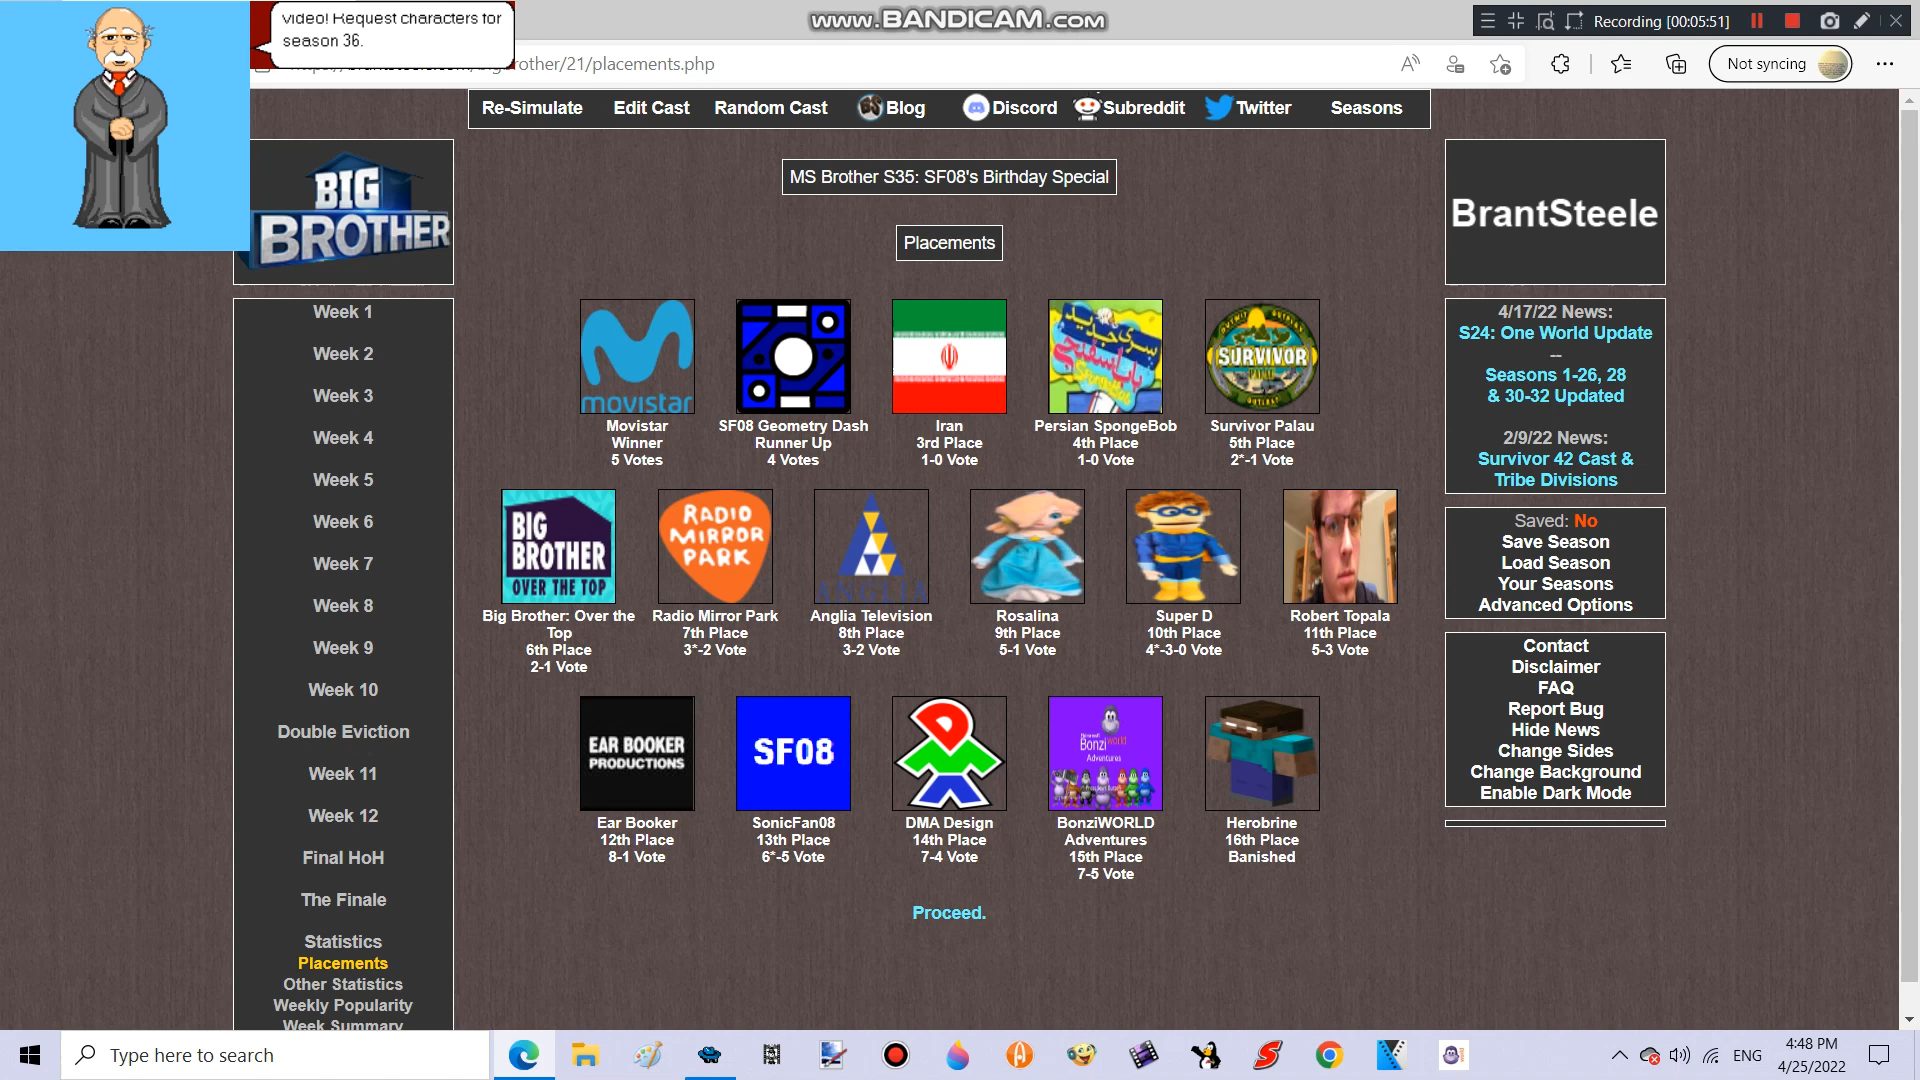 video! Request characters for
season 36.
www.BANDICAM.com
Recording [00:05:51]
other/21/placements.php
Not syncing
Re-Simulate
Edit Cast
Random Cast
Blog
Discord
Subreddit
Twitter
Seasons
BIG
BROTHER
MS Brother S35: SF08's Birthday Special
Placements
BrantSteele
Week 1
Week 2
Week 3
Week 4
Week 5
Week 6
Week 7
Week 8
Week 9
Week 10
Double Eviction
Week 11
Week 12
Final HoH
The Finale
Statistics
Placements
Other Statistics
Weekly Popularity
Week Summary
movistar
Movistar
Winner
5 Votes
SF08 Geometry Dash
Runner Up
4 Votes
Iran
3rd Place
1-0 Vote
Persian SpongeBob
4th Place
1-0 Vote
SURVIVOR
PALAU
Survivor Palau
5th Place
2*-1 Vote
BIG
BROTHER
OVER THE TOP
Big Brother: Over the
Top
6th Place
2-1 Vote
RADIO
MIRROR
PARK
Radio Mirror Park
7th Place
3*-2 Vote
ANGLIA
Anglia Television
8th Place
3-2 Vote
Rosalina
9th Place
5-1 Vote
Super D
10th Place
4*-3-0 Vote
Robert Topala
11th Place
5-3 Vote
EAR BOOKER
PRODUCTIONS
Ear Booker
12th Place
8-1 Vote
SF08
SonicFan08
13th Place
6*-5 Vote
DMA Design
14th Place
7-4 Vote
Bonziworld
Adventures
BonziWORLD
Adventures
15th Place
7-5 Vote
Herobrine
16th Place
Banished
Proceed.
4/17/22 News:
S24: One World Update
--
Seasons 1-26, 28
& 30-32 Updated
2/9/22 News:
Survivor 42 Cast &
Tribe Divisions
Saved: No
Save Season
Load Season
Your Seasons
Advanced Options
Contact
Disclaimer
FAQ
Report Bug
Hide News
Change Sides
Change Background
Enable Dark Mode
Type here to search
ENG
4:48 PM
4/25/2022